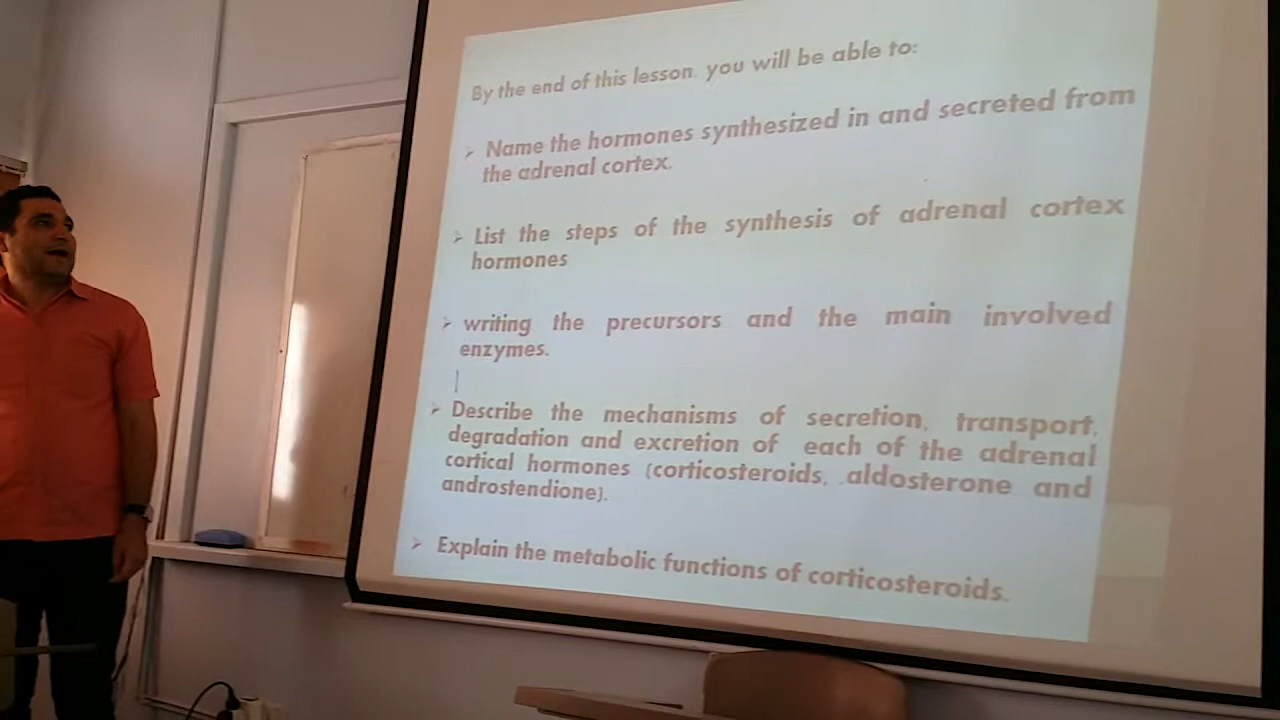 By the end of this lesson, you will be able to:
➢ Name the hormones synthesized in and secreted from
the adrenal cortex.
➢ List the steps of the synthesis of adrenal cortex
hormones
➢ writing the precursors and the main involved
enzymes.
➢ Describe the mechanisms of secretion, transport,
degradation and excretion of each of the adrenal
cortical hormones (corticosteroids, aldosterone and
androstendione).
➢ Explain the metabolic functions of corticosteroids.